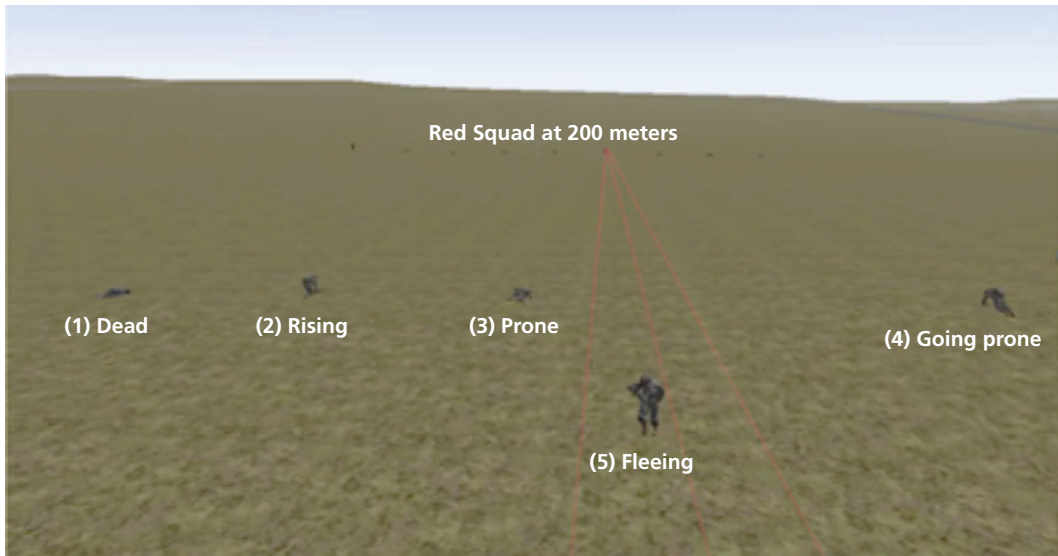 Red Squad at 200 meters
(1) Dead
(2) Rising
(3) Prone
(4) Going prone
(5) Fleeing